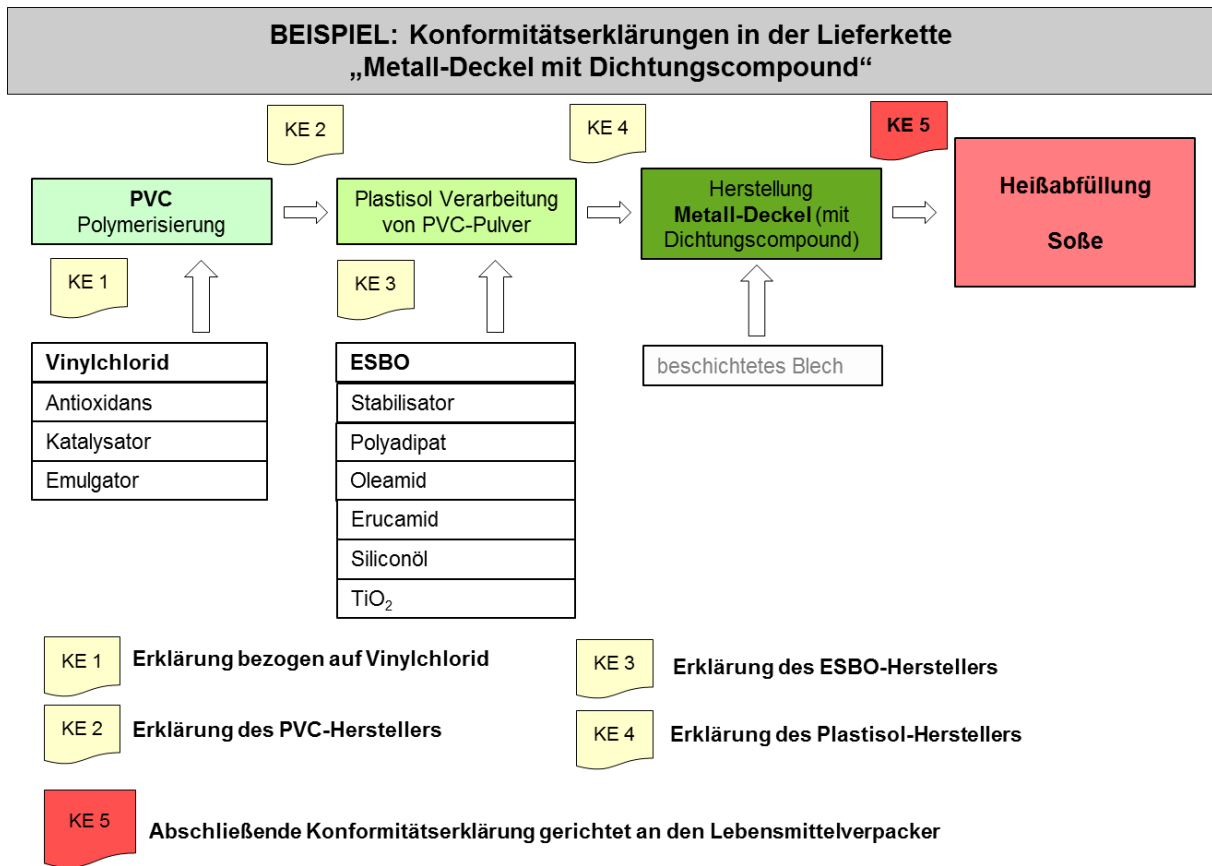 BEISPIEL: Konformitätserklärungen in der Lieferkette
„Metall-Deckel mit Dichtungscompound“
KE 2
KE 4
KE 5
PVC
Polymerisierung
Plastisol Verarbeitung
von PVC-Pulver
Herstellung
Metall-Deckel (mit
Dichtungscompound)
Heißabfüllung
Soße
KE 1
KE 3
Vinylchlorid
Antioxidans
Katalysator
Emulgator
ESBO
Stabilisator
Polyadipat
Oleamid
Erucamid
Siliconöl
TiO₂
beschichtetes Blech
KE 1
Erklärung bezogen auf Vinylchlorid
KE 2
Erklärung des PVC-Herstellers
KE 3
Erklärung des ESBO-Herstellers
KE 4
Erklärung des Plastisol-Herstellers
KE 5
Abschließende Konformitätserklärung gerichtet an den Lebensmittelverpacker